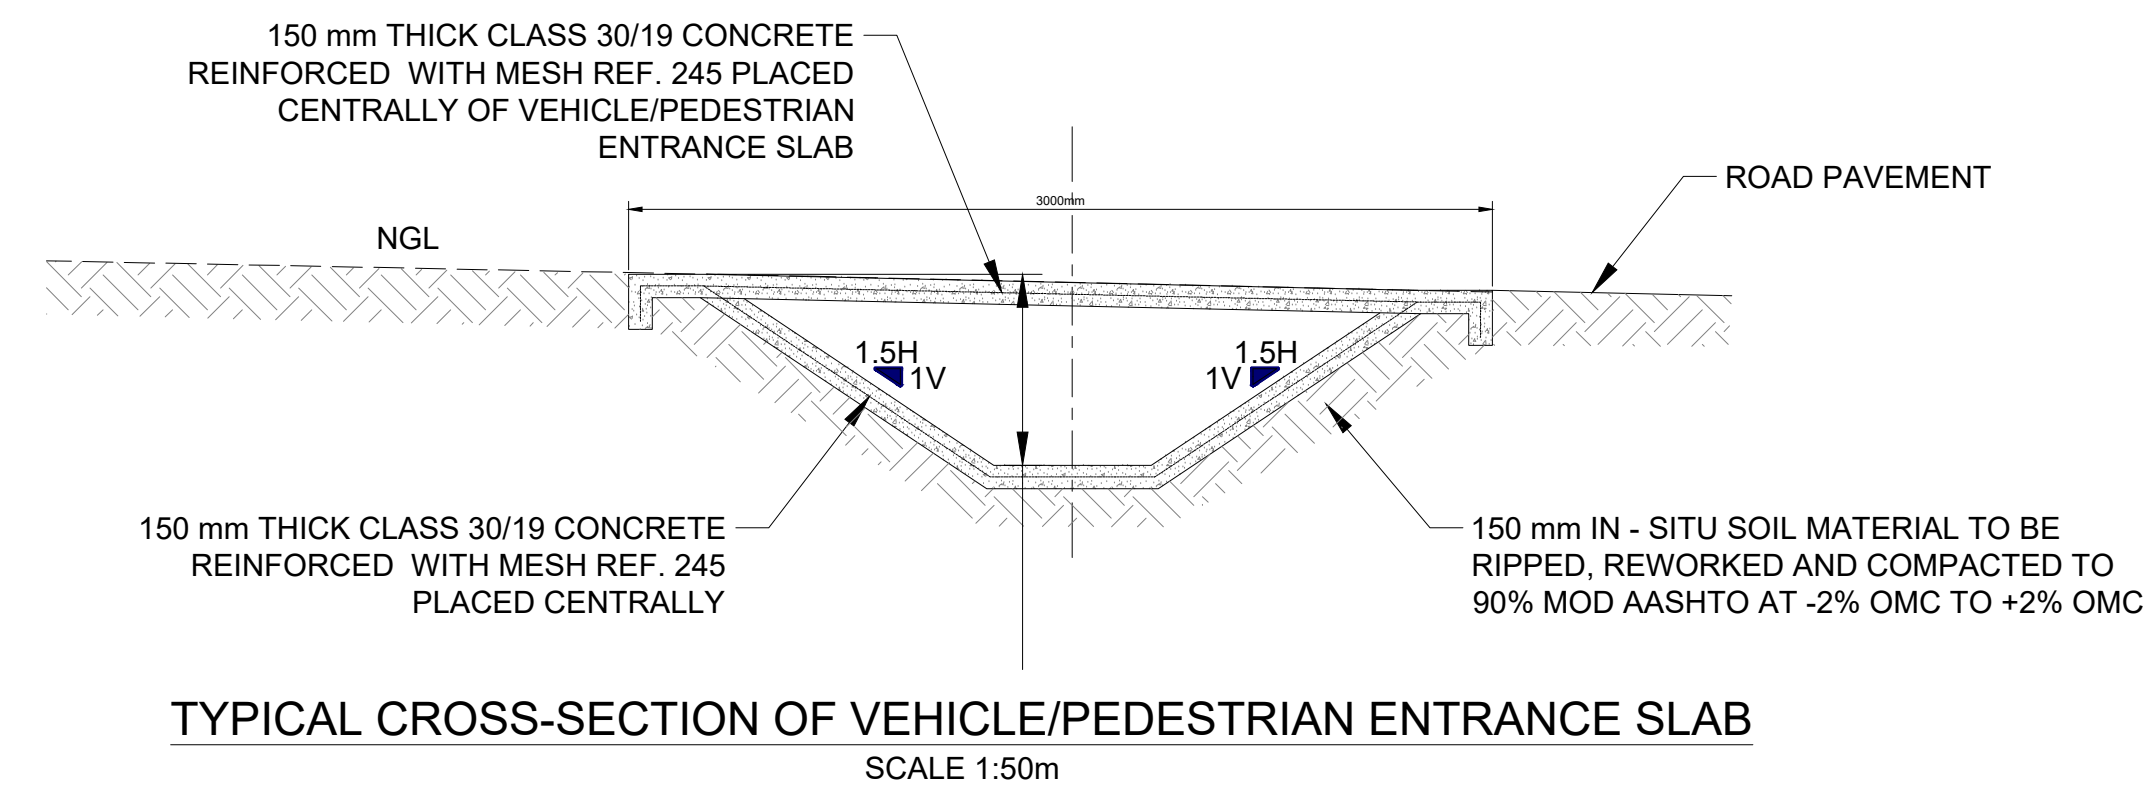 150 mm THICK CLASS 30/19 CONCRETE
REINFORCED WITH MESH REF. 245 PLACED
CENTRALLY OF VEHICLE/PEDESTRIAN
ENTRANCE SLAB
ROAD PAVEMENT
3000mm
NGL
1.5H
1V
1.5H
1V
150 mm THICK CLASS 30/19 CONCRETE
REINFORCED WITH MESH REF. 245
PLACED CENTRALLY
150 mm IN - SITU SOIL MATERIAL TO BE
RIPPED, REWORKED AND COMPACTED TO
90% MOD AASHTO AT -2% OMC TO +2% OMC
TYPICAL CROSS-SECTION OF VEHICLE/PEDESTRIAN ENTRANCE SLAB
SCALE 1:50m